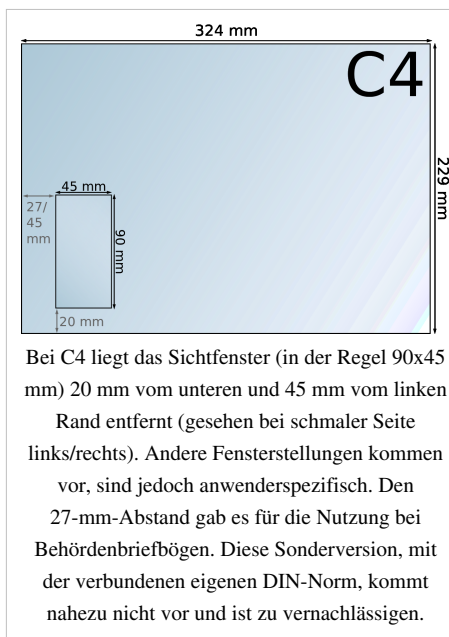 324 mm
C4
229 mm
45 mm
27/
45
mm
90 mm
20 mm
Bei C4 liegt das Sichtfenster (in der Regel 90x45
mm) 20 mm vom unteren und 45 mm vom linken
Rand entfernt (gesehen bei schmaler Seite
links/rechts). Andere Fensterstellungen kommen
vor, sind jedoch anwenderspezifisch. Den
27-mm-Abstand gab es für die Nutzung bei
Behördenbriefbögen. Diese Sonderversion, mit
der verbundenen eigenen DIN-Norm, kommt
nahezu nicht vor und ist zu vernachlässigen.